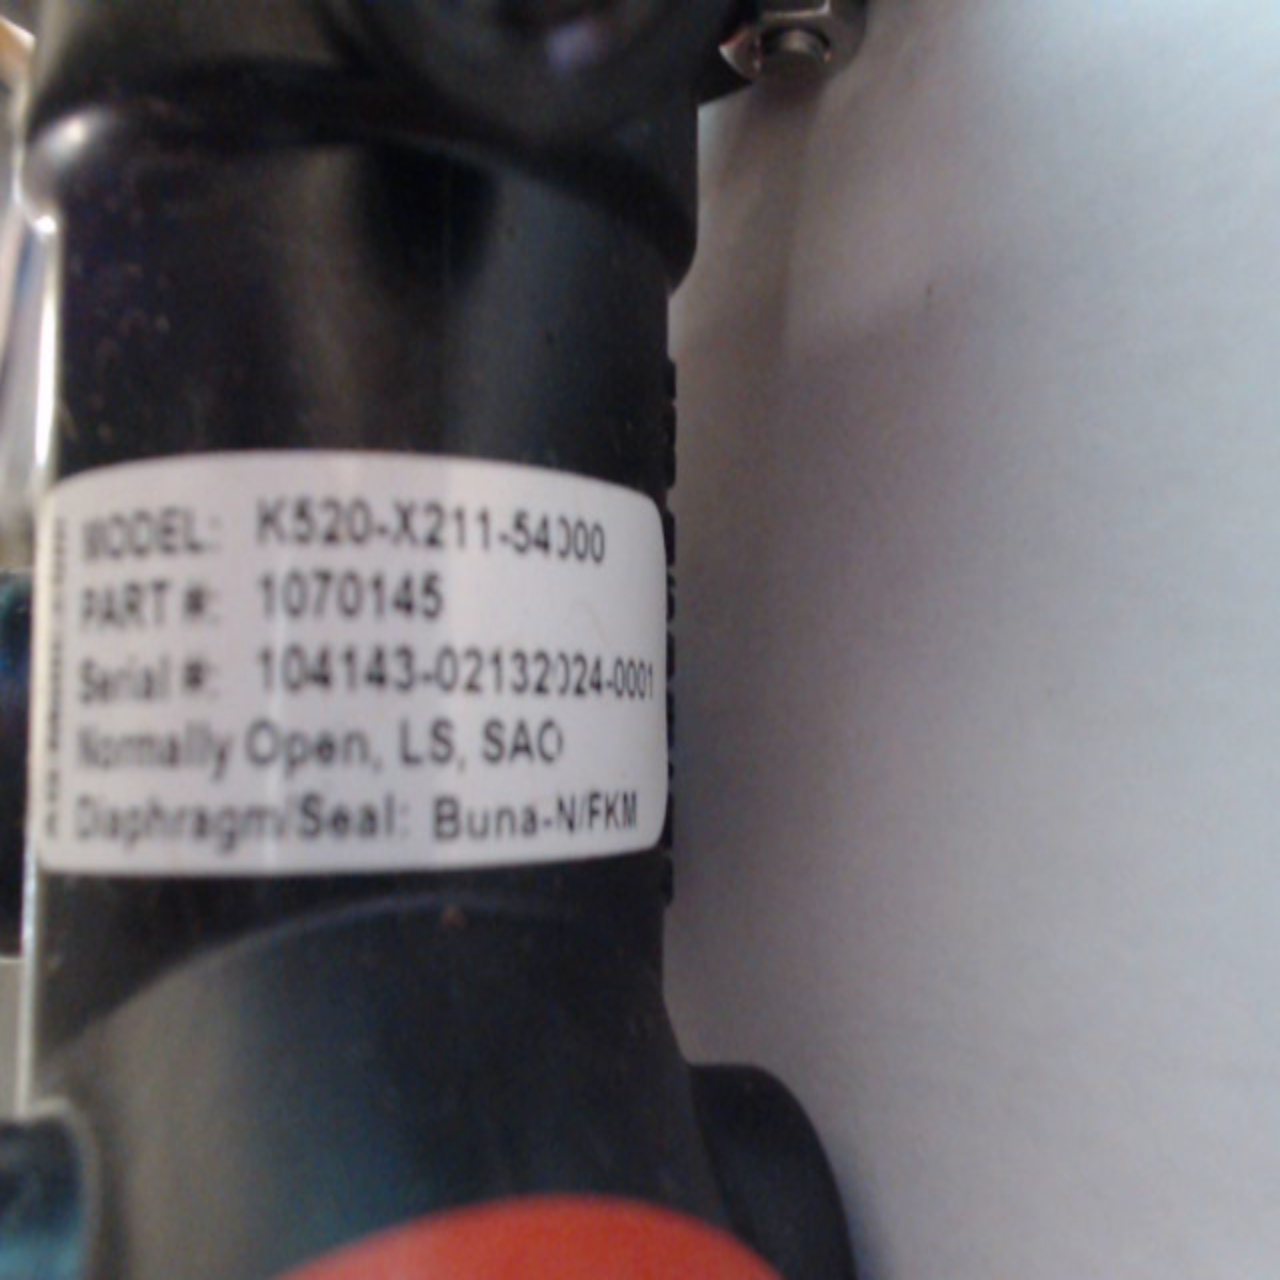 MODEL: K520-X211-54000
PART #: 1070145
Serial #: 104143-02132024-0001
Normally Open, LS, SAO
Diaphragm/Seal: Buna-N/FKM